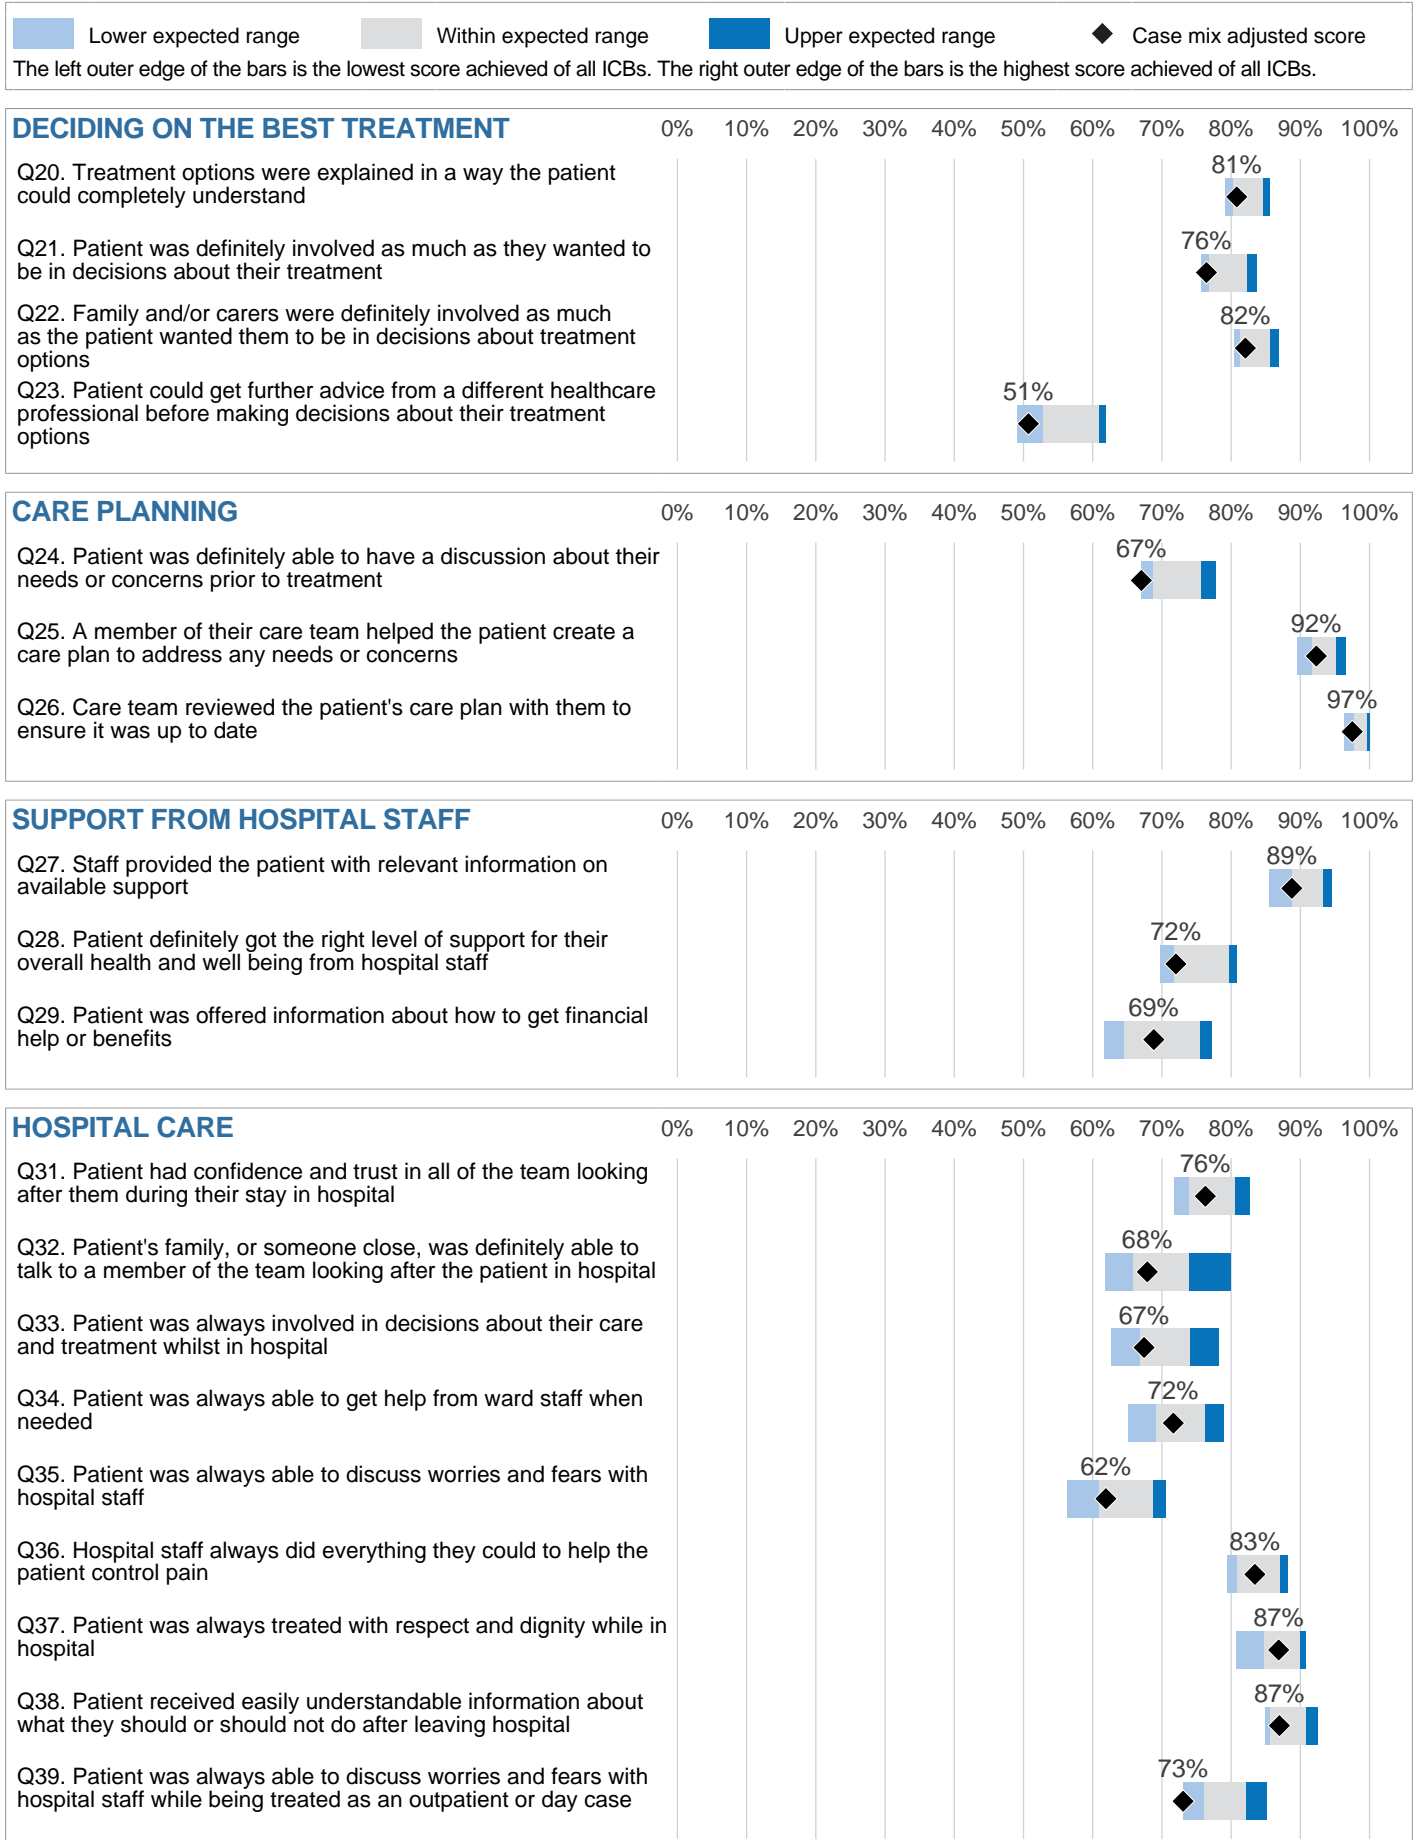 Lower expected range Within expected range Upper expected range Case mix adjusted score
The left outer edge of the bars is the lowest score achieved of all ICBs. The right outer edge of the bars is the highest score achieved of all ICBs.
DECIDING ON THE BEST TREATMENT 0% 10% 20% 30% 40% 50% 60% 70% 80% 90% 100%
Q20. Treatment options were explained in a way the patient
could completely understand
81%
Q21. Patient was definitely involved as much as they wanted to
be in decisions about their treatment
76%
Q22. Family and/or carers were definitely involved as much
as the patient wanted them to be in decisions about treatment
options
82%
Q23. Patient could get further advice from a different healthcare
professional before making decisions about their treatment
options
51%
CARE PLANNING 0% 10% 20% 30% 40% 50% 60% 70% 80% 90% 100%
Q24. Patient was definitely able to have a discussion about their
needs or concerns prior to treatment
67%
Q25. A member of their care team helped the patient create a
care plan to address any needs or concerns
92%
Q26. Care team reviewed the patient's care plan with them to
ensure it was up to date
97%
SUPPORT FROM HOSPITAL STAFF 0% 10% 20% 30% 40% 50% 60% 70% 80% 90% 100%
Q27. Staff provided the patient with relevant information on
available support
89%
Q28. Patient definitely got the right level of support for their
overall health and well being from hospital staff
72%
Q29. Patient was offered information about how to get financial
help or benefits
69%
HOSPITAL CARE 0% 10% 20% 30% 40% 50% 60% 70% 80% 90% 100%
Q31. Patient had confidence and trust in all of the team looking
after them during their stay in hospital
76%
Q32. Patient's family, or someone close, was definitely able to
talk to a member of the team looking after the patient in hospital
68%
Q33. Patient was always involved in decisions about their care
and treatment whilst in hospital
67%
Q34. Patient was always able to get help from ward staff when
needed
72%
Q35. Patient was always able to discuss worries and fears with
hospital staff
62%
Q36. Hospital staff always did everything they could to help the
patient control pain
83%
Q37. Patient was always treated with respect and dignity while in
hospital
87%
Q38. Patient received easily understandable information about
what they should or should not do after leaving hospital
87%
Q39. Patient was always able to discuss worries and fears with
hospital staff while being treated as an outpatient or day case
73%